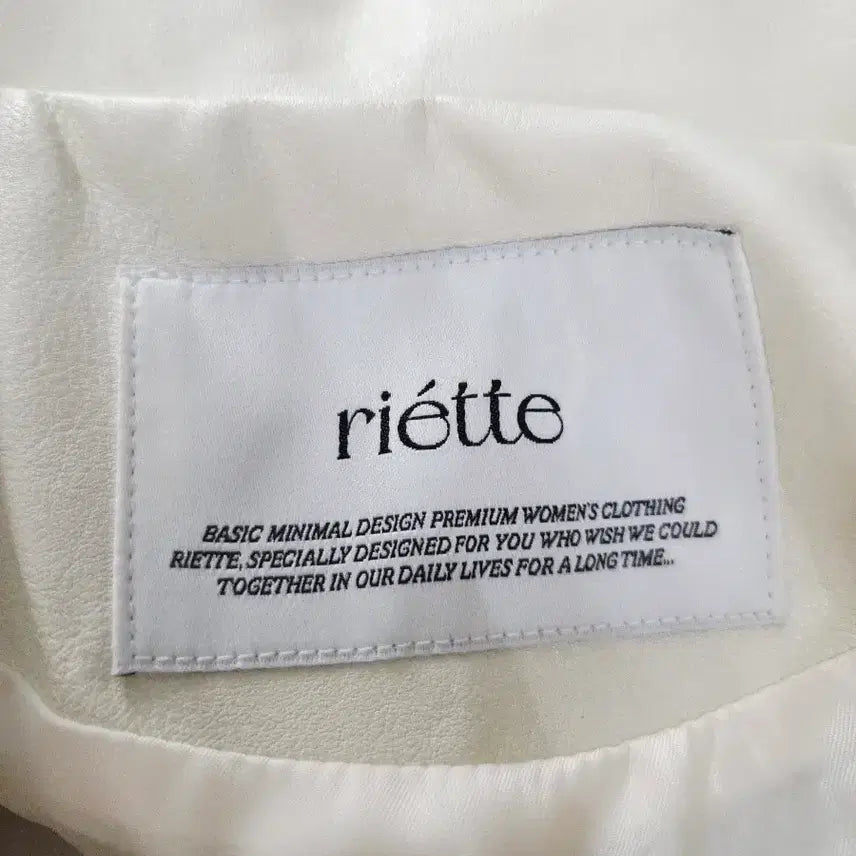 riétte
BASIC MINIMAL DESIGN PREMIUM WOMEN'S CLOTHING
RIETTE, SPECIALLY DESIGNED FOR YOU WHO WISH WE COULD
TOGETHER IN OUR DAILY LIVES FOR A LONG TIME...